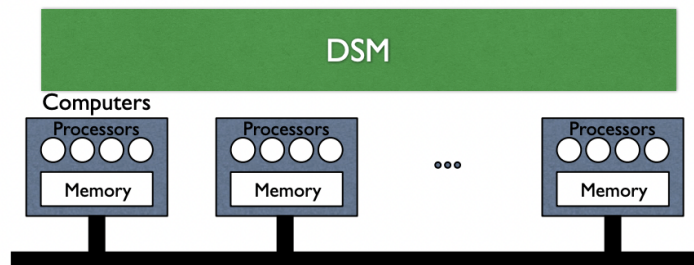 DSM
Computers
Processors
Processors
Processors
Memory
Memory
Memory